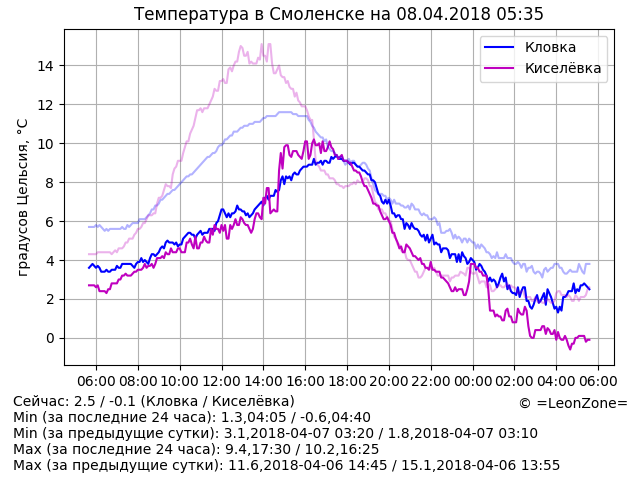 Температура в Смоленске на 08.04.2018 05:35
Кловка
Киселёвка
градусов Цельсия, °C
14
12
10
8
6
4
2
0
06:00 08:00 10:00 12:00 14:00 16:00 18:00 20:00 22:00 00:00 02:00 04:00 06:00
Сейчас: 2.5 / -0.1 (Кловка / Киселёвка)
© =LeonZone=
Min (за последние 24 часа): 1.3,04:05 / -0.6,04:40
Min (за предыдущие сутки): 3.1,2018-04-07 03:20 / 1.8,2018-04-07 03:10
Max (за последние 24 часа): 9.4,17:30 / 10.2,16:25
Max (за предыдущие сутки): 11.6,2018-04-06 14:45 / 15.1,2018-04-06 13:55